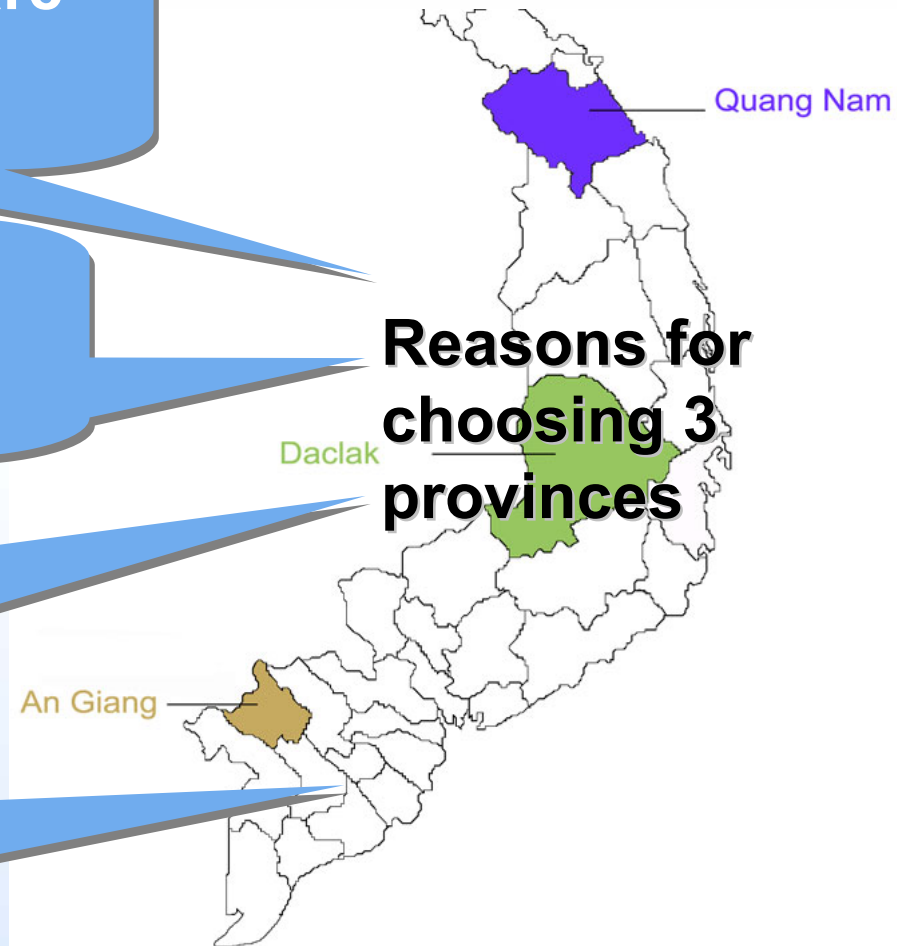 Quang Nam
Reasons for
choosing 3
provinces
Daclak
An Giang